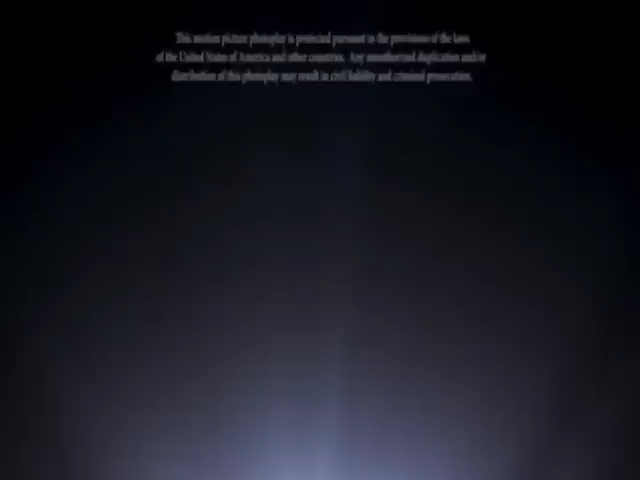 This motion picture photoplay is protected pursuant to the provisions of the laws
of the United States of America and other countries. Any unauthorized duplication and/or
distribution of this photoplay may result in civil liability and criminal prosecution.